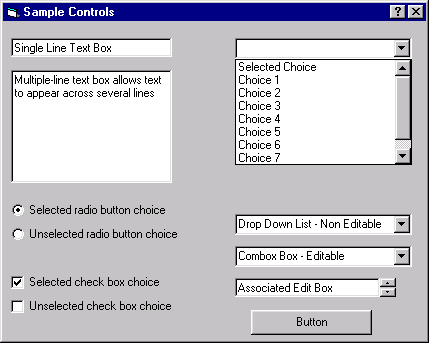 Sample Controls
Single Line Text Box
Multiple-line text box allows text
to appear across several lines
Selected Choice
Choice 1
Choice 2
Choice 3
Choice 4
Choice 5
Choice 6
Choice 7
Selected radio button choice
Unselected radio button choice
Drop Down List - Non Editable
Combox Box - Editable
Selected check box choice
Associated Edit Box
Unselected check box choice
Button